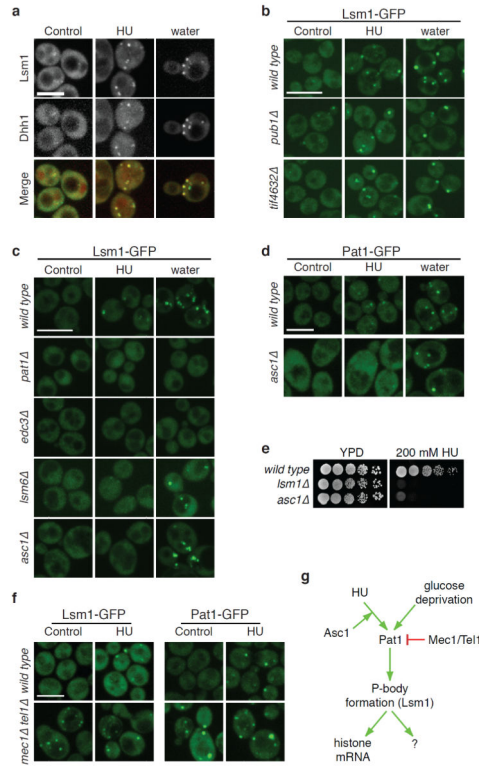 a
Control HU water
Lsm1
Dhh1
Merge
b
Lsm1-GFP
Control HU water
wild type
pub1Δ
tif4632Δ
c
Lsm1-GFP
Control HU water
wild type
pat1Δ
edc3Δ
lsm6Δ
asc1Δ
d
Pat1-GFP
Control HU water
wild type
asc1Δ
e
YPD 200 mM HU
wild type
lsm1Δ
asc1Δ
f
Lsm1-GFP Pat1-GFP
Control HU Control HU
wild type
mec1Δ tel1Δ
g
HU
glucose
deprivation
Asc1
Pat1
Mec1/Tel1
P-body
formation (Lsm1)
histone
mRNA
?